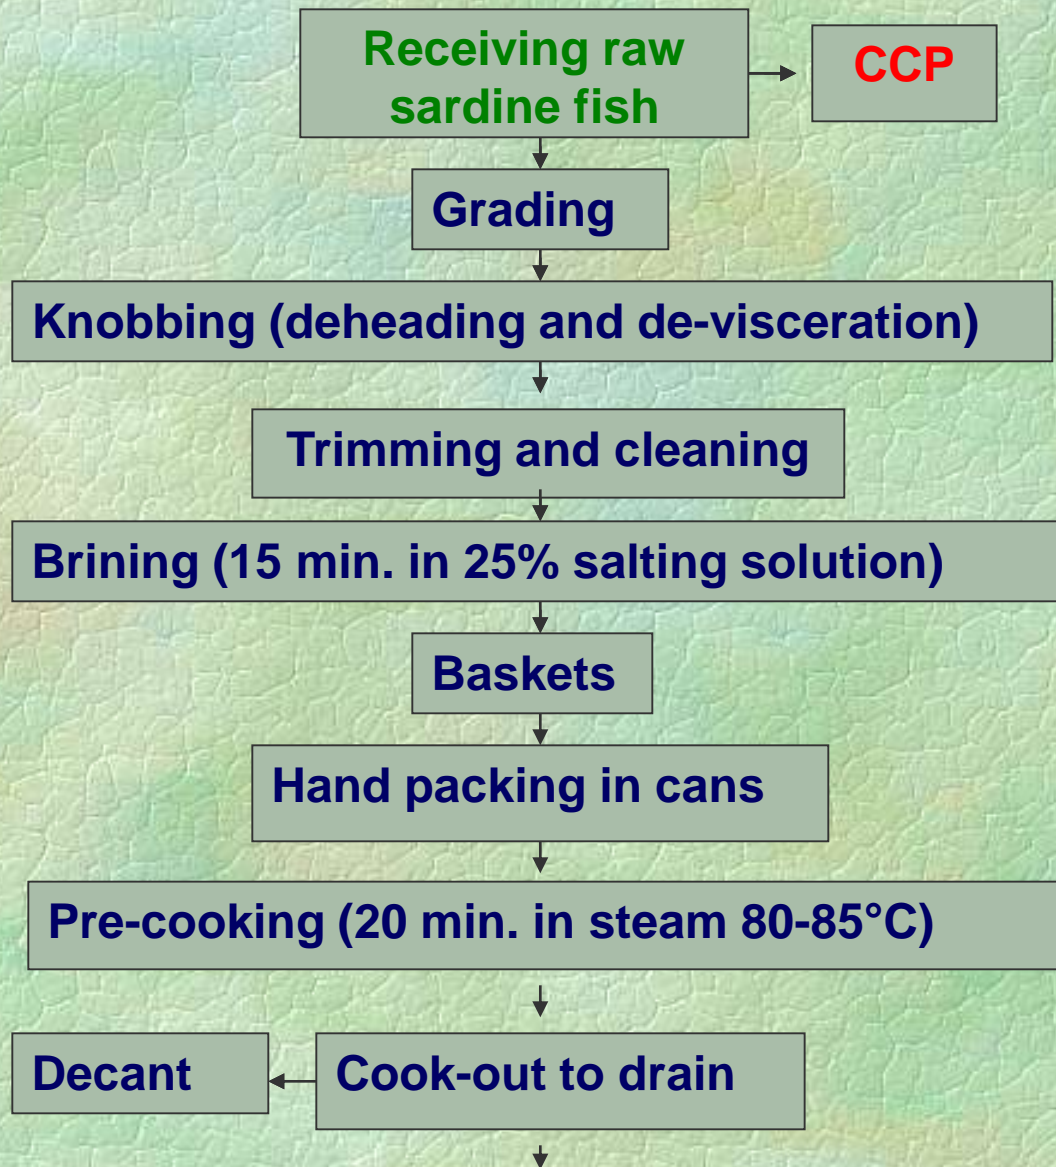 Receiving raw
sardine fish
CCP
Grading
Knobbing (deheading and de-visceration)
Trimming and cleaning
Brining (15 min. in 25% salting solution)
Baskets
Hand packing in cans
Pre-cooking (20 min. in steam 80-85°C)
Decant
Cook-out to drain